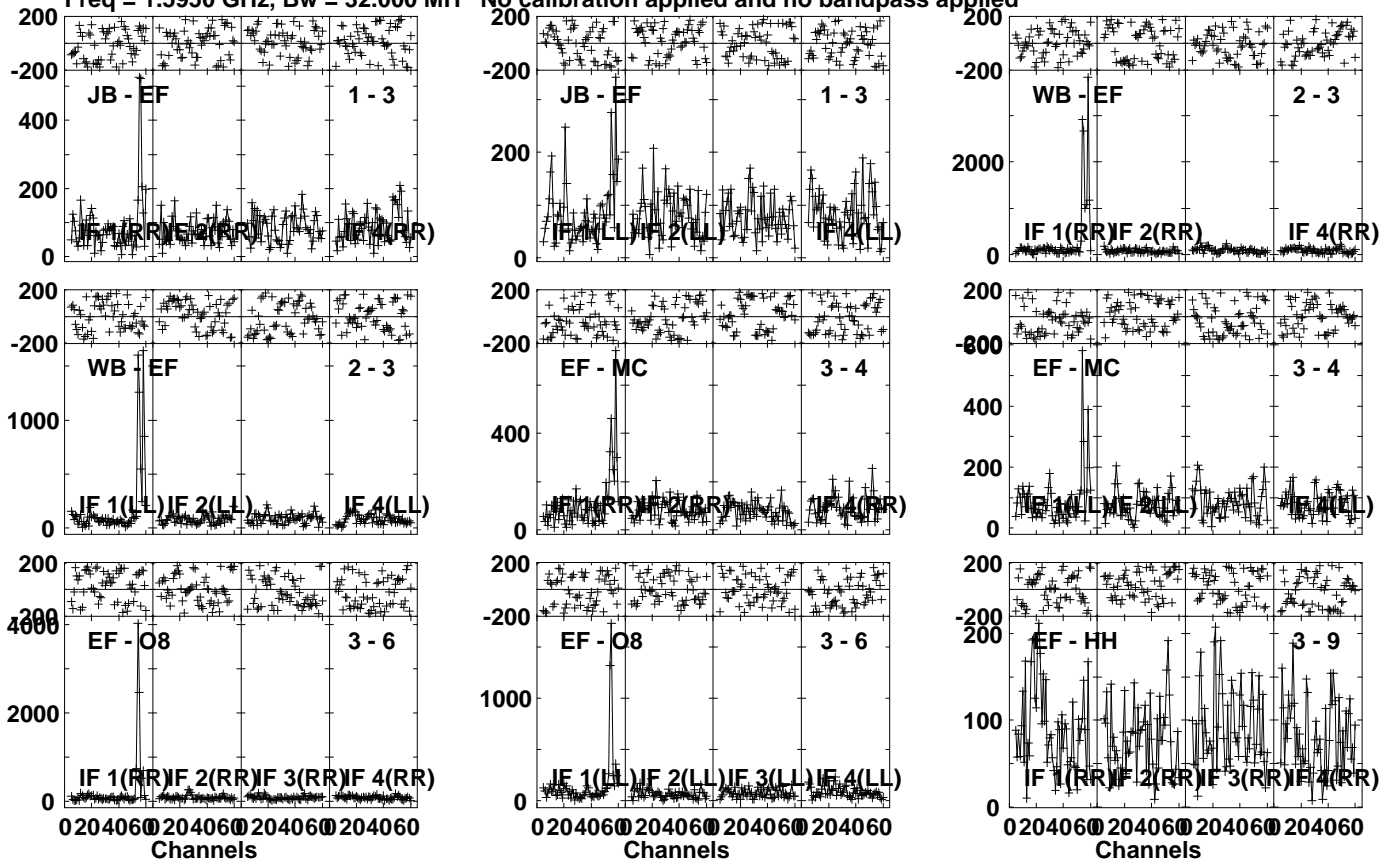 Freq = 1.5950 GHz, Bw = 32.000 MH No calibration applied and no bandpass applied
200
-200
JB - EF
1 - 3
400
200
0
IF 1(RR)
IF 2(RR)
IF 4(RR)
200
-200
JB - EF
1 - 3
200
0
IF 1(LL)
IF 2(LL)
IF 4(LL)
200
-200
WB - EF
2 - 3
2000
0
IF 1(RR)
IF 2(RR)
IF 4(RR)
200
-200
WB - EF
2 - 3
1000
0
IF 1(LL)
IF 2(LL)
IF 4(LL)
200
-200
EF - MC
3 - 4
400
0
IF 1(RR)
IF 2(RR)
IF 4(RR)
200
-200
600
EF - MC
3 - 4
400
200
0
IF 1(LL)
IF 2(LL)
IF 4(LL)
200
-200
4000
EF - O8
3 - 6
2000
0
IF 1(RR)
IF 2(RR)
IF 3(RR)
IF 4(RR)
0 20 40 60 0 20 40 60 0 20 40 60 0 20 40 60
Channels
200
-200
EF - O8
3 - 6
1000
0
IF 1(LL)
IF 2(LL)
IF 3(LL)
IF 4(LL)
0 20 40 60 0 20 40 60 0 20 40 60 0 20 40 60
Channels
200
-200
200
EF - HH
3 - 9
100
0
IF 1(RR)
IF 2(RR)
IF 3(RR)
IF 4(RR)
0 20 40 60 0 20 40 60 0 20 40 60 0 20 40 60
Channels